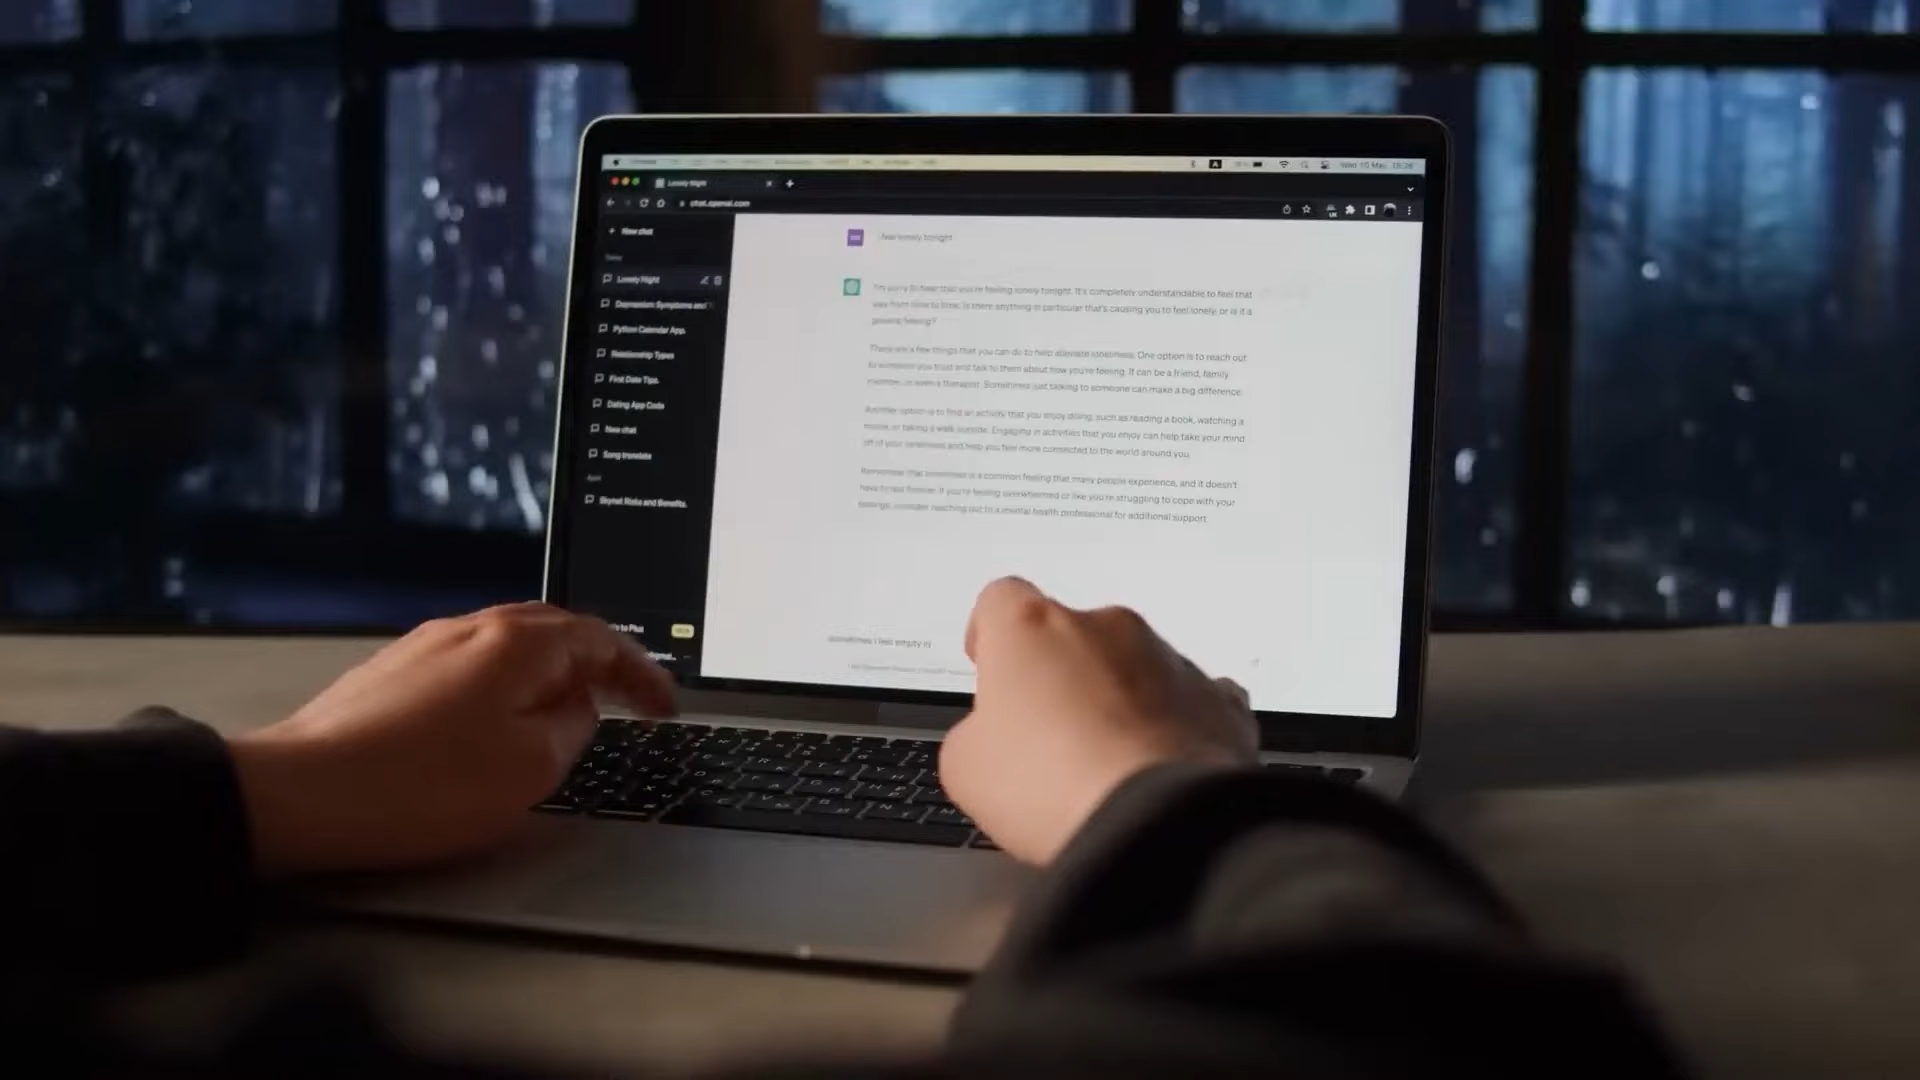 Lonely Night
chat.openai.com
New chat
Lonely Night
Depression Symptoms and
Python Calendar App.
Relationship Types
First Date Tips.
Dating App Code
New chat
Song translate
Skynet Risks and Benefits.
to Plus
I feel lonely tonight
I'm sorry to hear that you're feeling lonely tonight. It's completely understandable to feel that
way from time to time. Is there anything in particular that's causing you to feel lonely, or is it a
general feeling?
There are a few things that you can do to help alleviate loneliness. One option is to reach out
to someone you trust and talk to them about how you're feeling. It can be a friend, family
member, or even a therapist. Sometimes just talking to someone can make a big difference.
Another option is to find an activity that you enjoy doing, such as reading a book, watching a
movie, or taking a walk outside. Engaging in activities that you enjoy can help take your mind
off of your loneliness and help you feel more connected to the world around you.
Remember that loneliness is a common feeling that many people experience, and it doesn't
have to last forever. If you're feeling overwhelmed or like you're struggling to cope with your
feelings, consider reaching out to a mental health professional for additional support.
sometimes I feel empty in